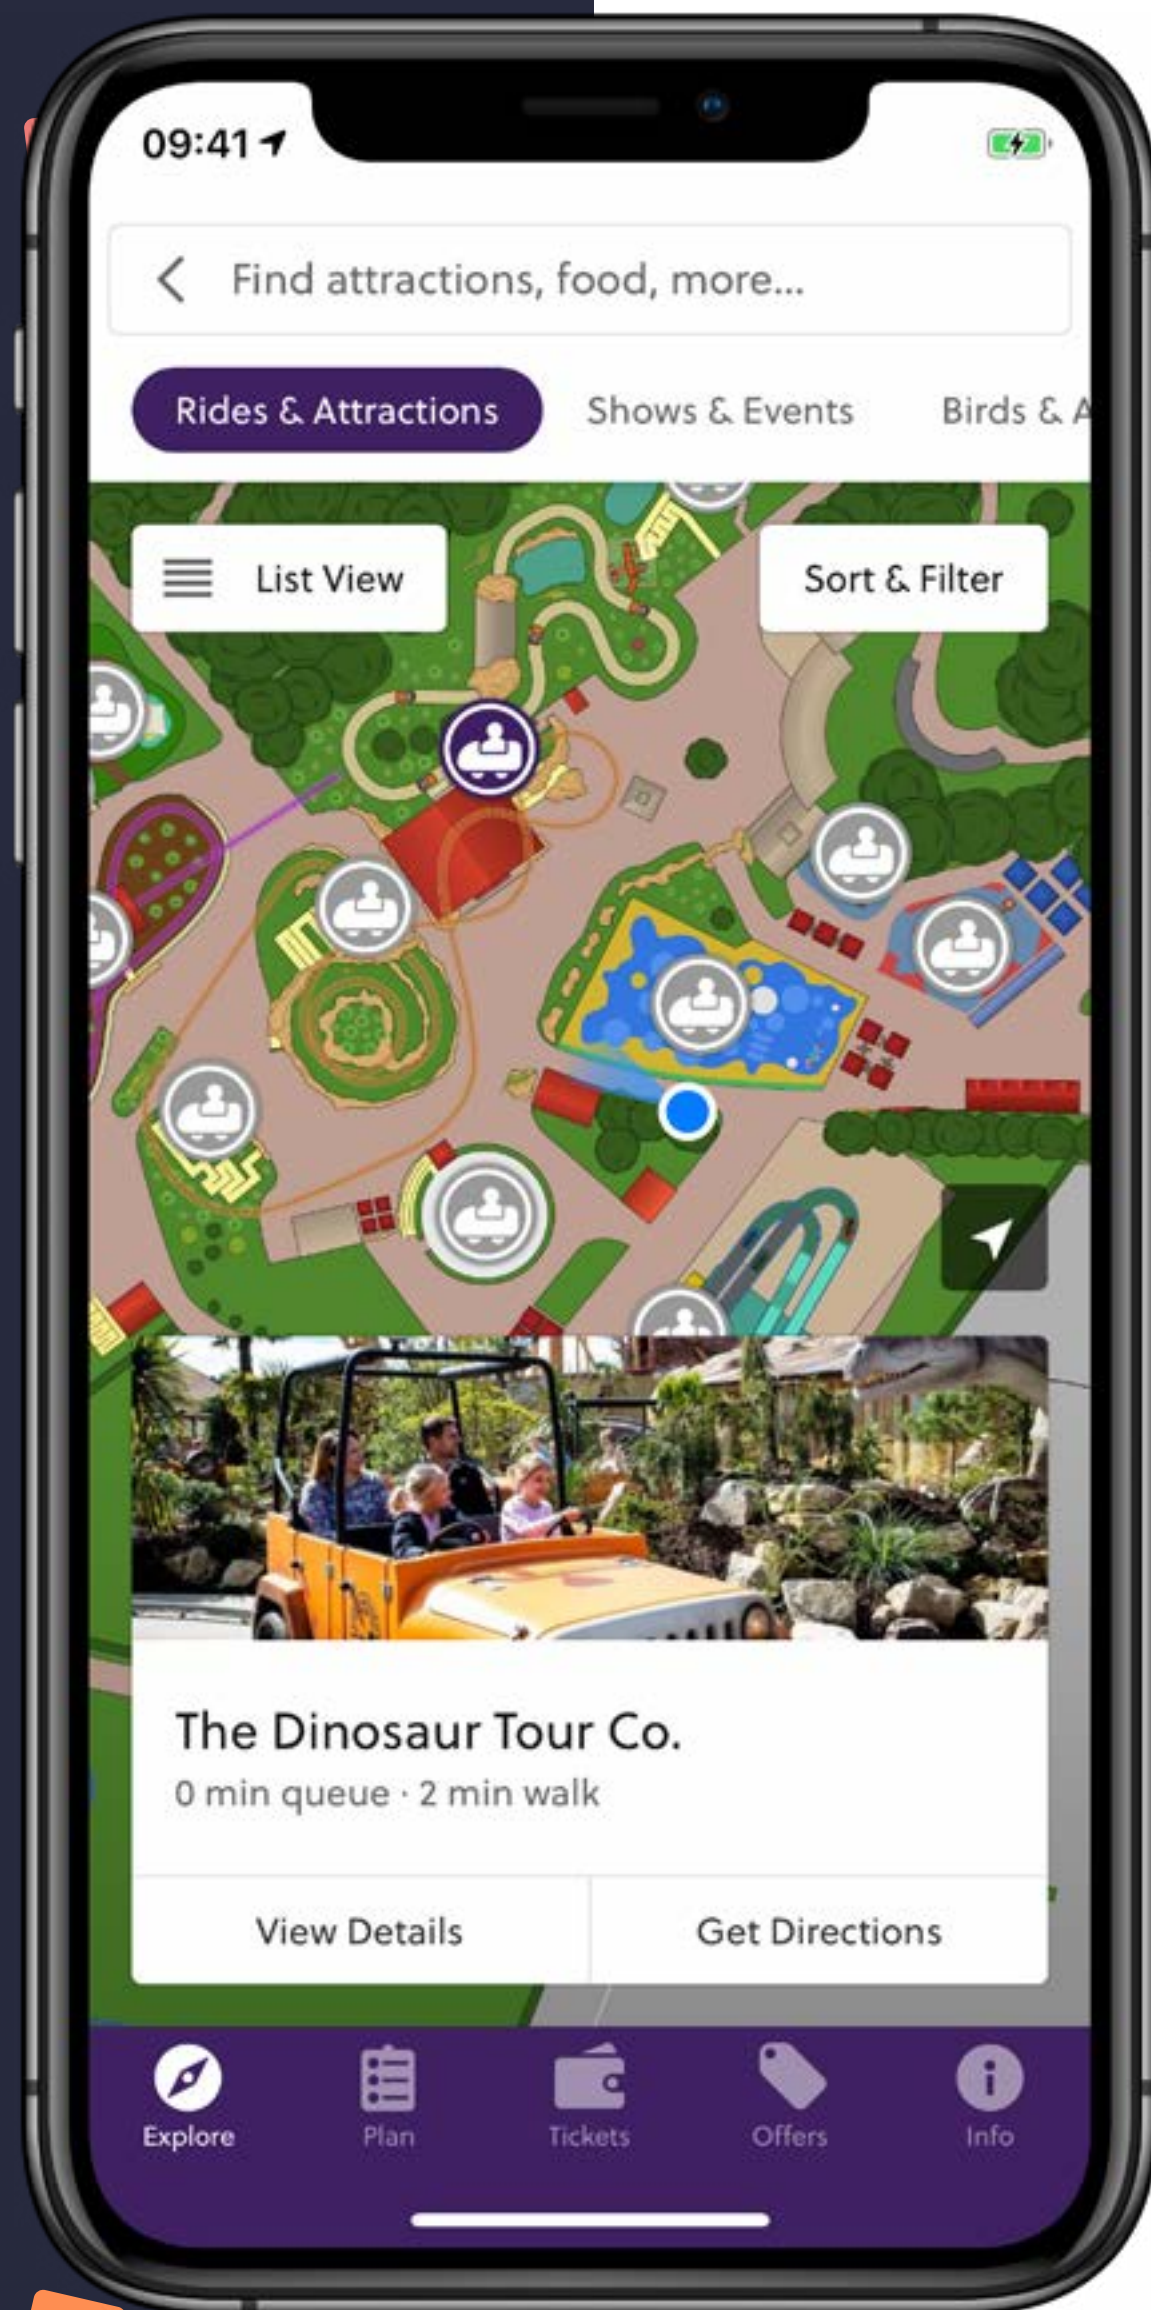 09:41
Find attractions, food, more...
Rides & Attractions
Shows & Events
Birds & A
List View
Sort & Filter
The Dinosaur Tour Co.
0 min queue · 2 min walk
View Details
Get Directions
Explore
Plan
Tickets
Offers
Info